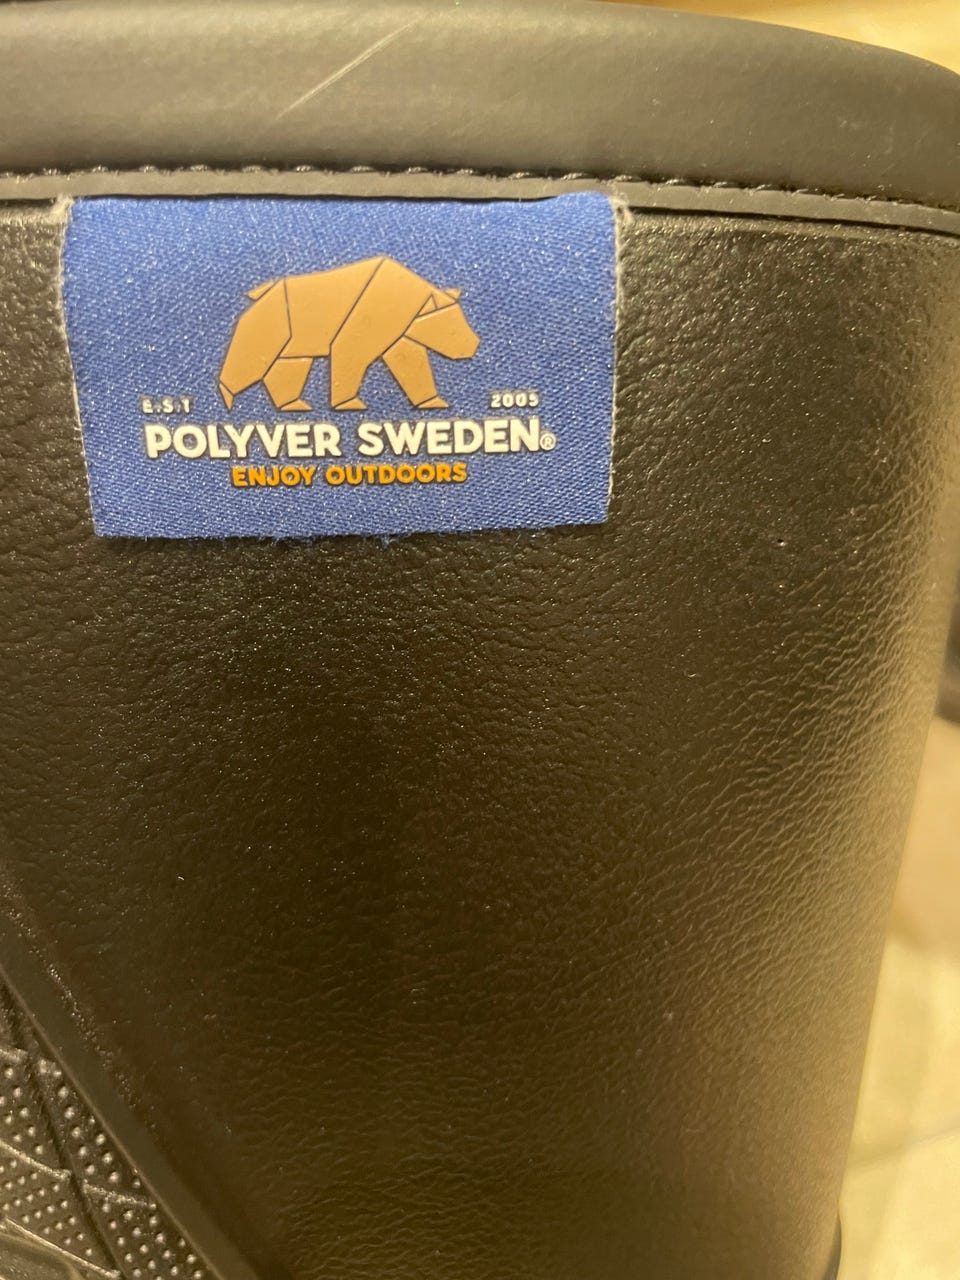 E.S.T 2005
POLYVER SWEDEN®
ENJOY OUTDOORS